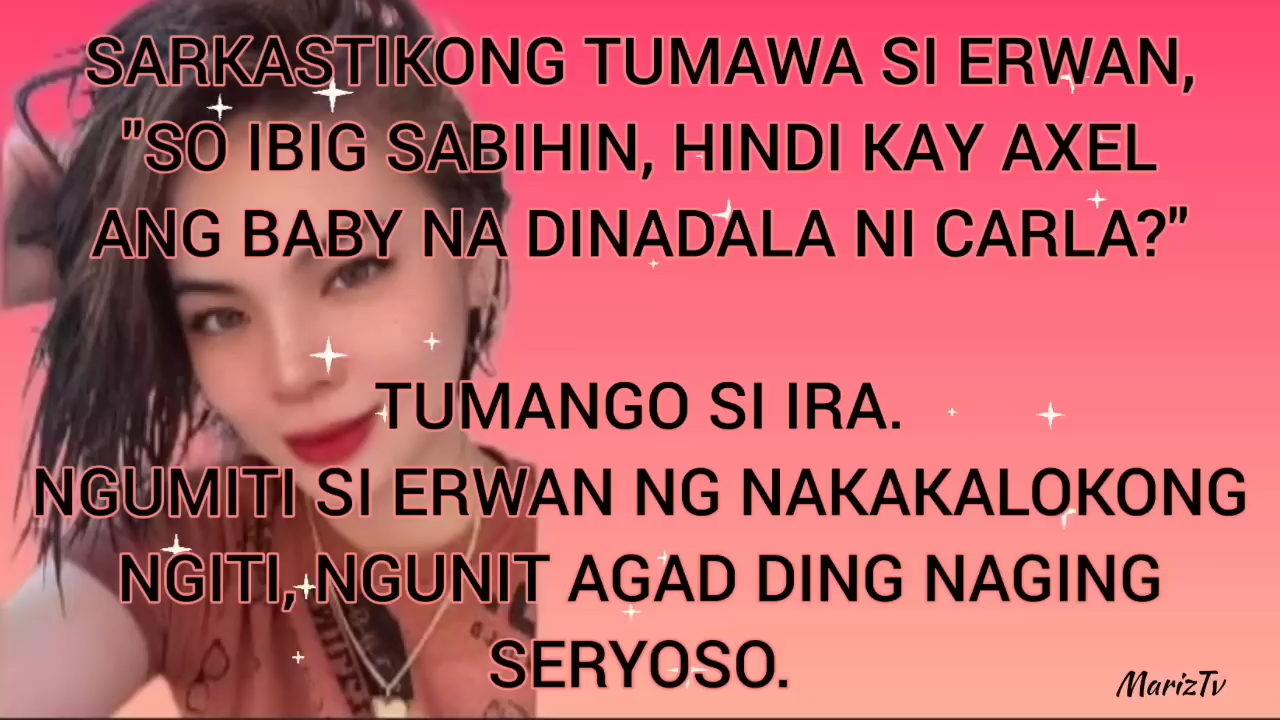 SARKASTIKONG TUMAWA SI ERWAN,
"SO IBIG SABIHIN, HINDI KAY AXEL
ANG BABY NA DINADALA NI CARLA?"
TUMANGO SI IRA.
NGUMITI SI ERWAN NG NAKAKALOKONG
NGITI, NGUNIT AGAD DING NAGING
SERYOSO.
MarizTv